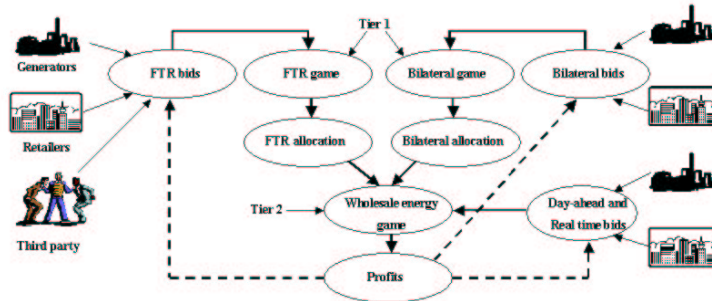 Tier 1
Generators
FTR bids
FTR game
Bilateral game
Bilateral bids
Retailers
FTR allocation
Bilateral allocation
Third party
Tier 2
Wholesale energy
game
Day-ahead and
Real time bids
Profits